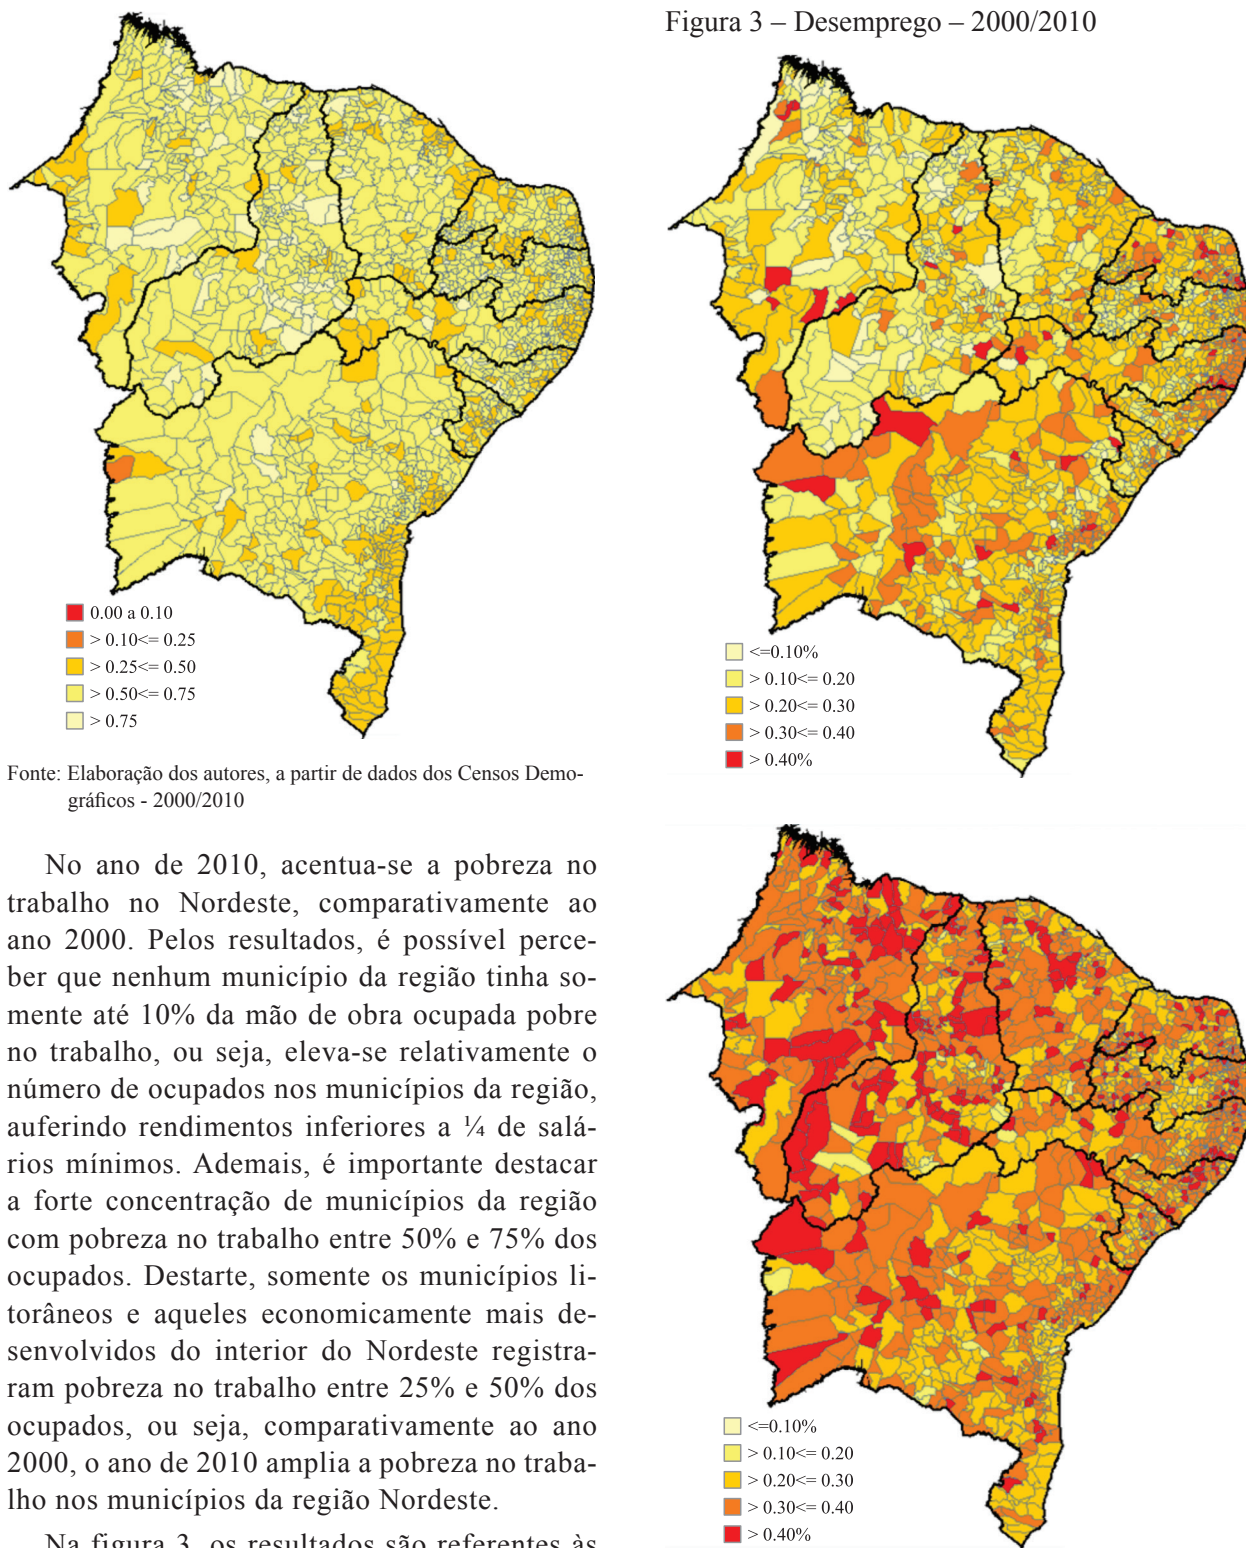 0.00 a 0.10
> 0.10<= 0.25
> 0.25<= 0.50
> 0.50<= 0.75
> 0.75
Fonte: Elaboração dos autores, a partir de dados dos Censos Demo-
gráficos - 2000/2010
No ano de 2010, acentua-se a pobreza no
trabalho no Nordeste, comparativamente ao
ano 2000. Pelos resultados, é possível perce-
ber que nenhum município da região tinha so-
mente até 10% da mão de obra ocupada pobre
no trabalho, ou seja, eleva-se relativamente o
número de ocupados nos municípios da região,
auferindo rendimentos inferiores a ¼ de salá-
rios mínimos. Ademais, é importante destacar
a forte concentração de municípios da região
com pobreza no trabalho entre 50% e 75% dos
ocupados. Destarte, somente os municípios li-
torâneos e aqueles economicamente mais de-
senvolvidos do interior do Nordeste registra-
ram pobreza no trabalho entre 25% e 50% dos
ocupados, ou seja, comparativamente ao ano
2000, o ano de 2010 amplia a pobreza no traba-
lho nos municípios da região Nordeste.
Na figura 3, os resultados são referentes às
Figura 3 – Desemprego – 2000/2010
<=0.10%
> 0.10<= 0.20
> 0.20<= 0.30
> 0.30<= 0.40
> 0.40%
<=0.10%
> 0.10<= 0.20
> 0.20<= 0.30
> 0.30<= 0.40
> 0.40%